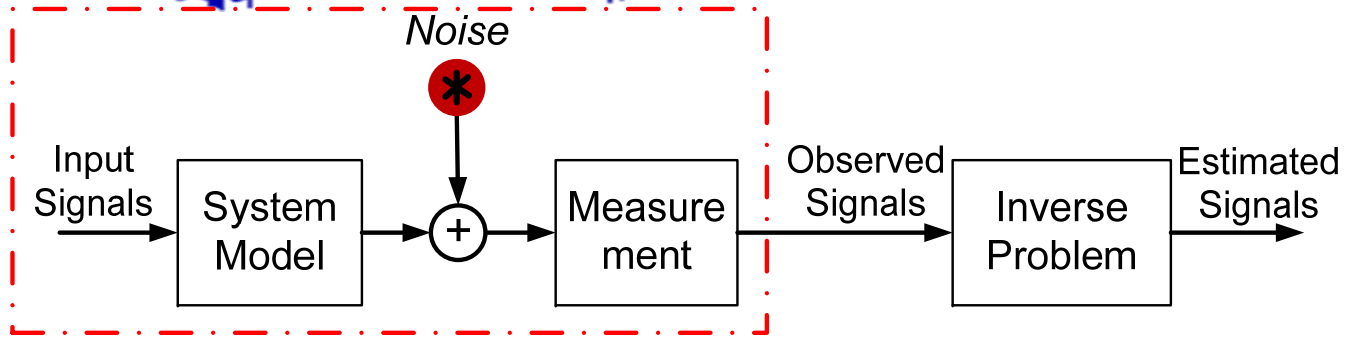 Noise
*
Input
Signals
System
Model
+
Measure
ment
Observed
Signals
Inverse
Problem
Estimated
Signals